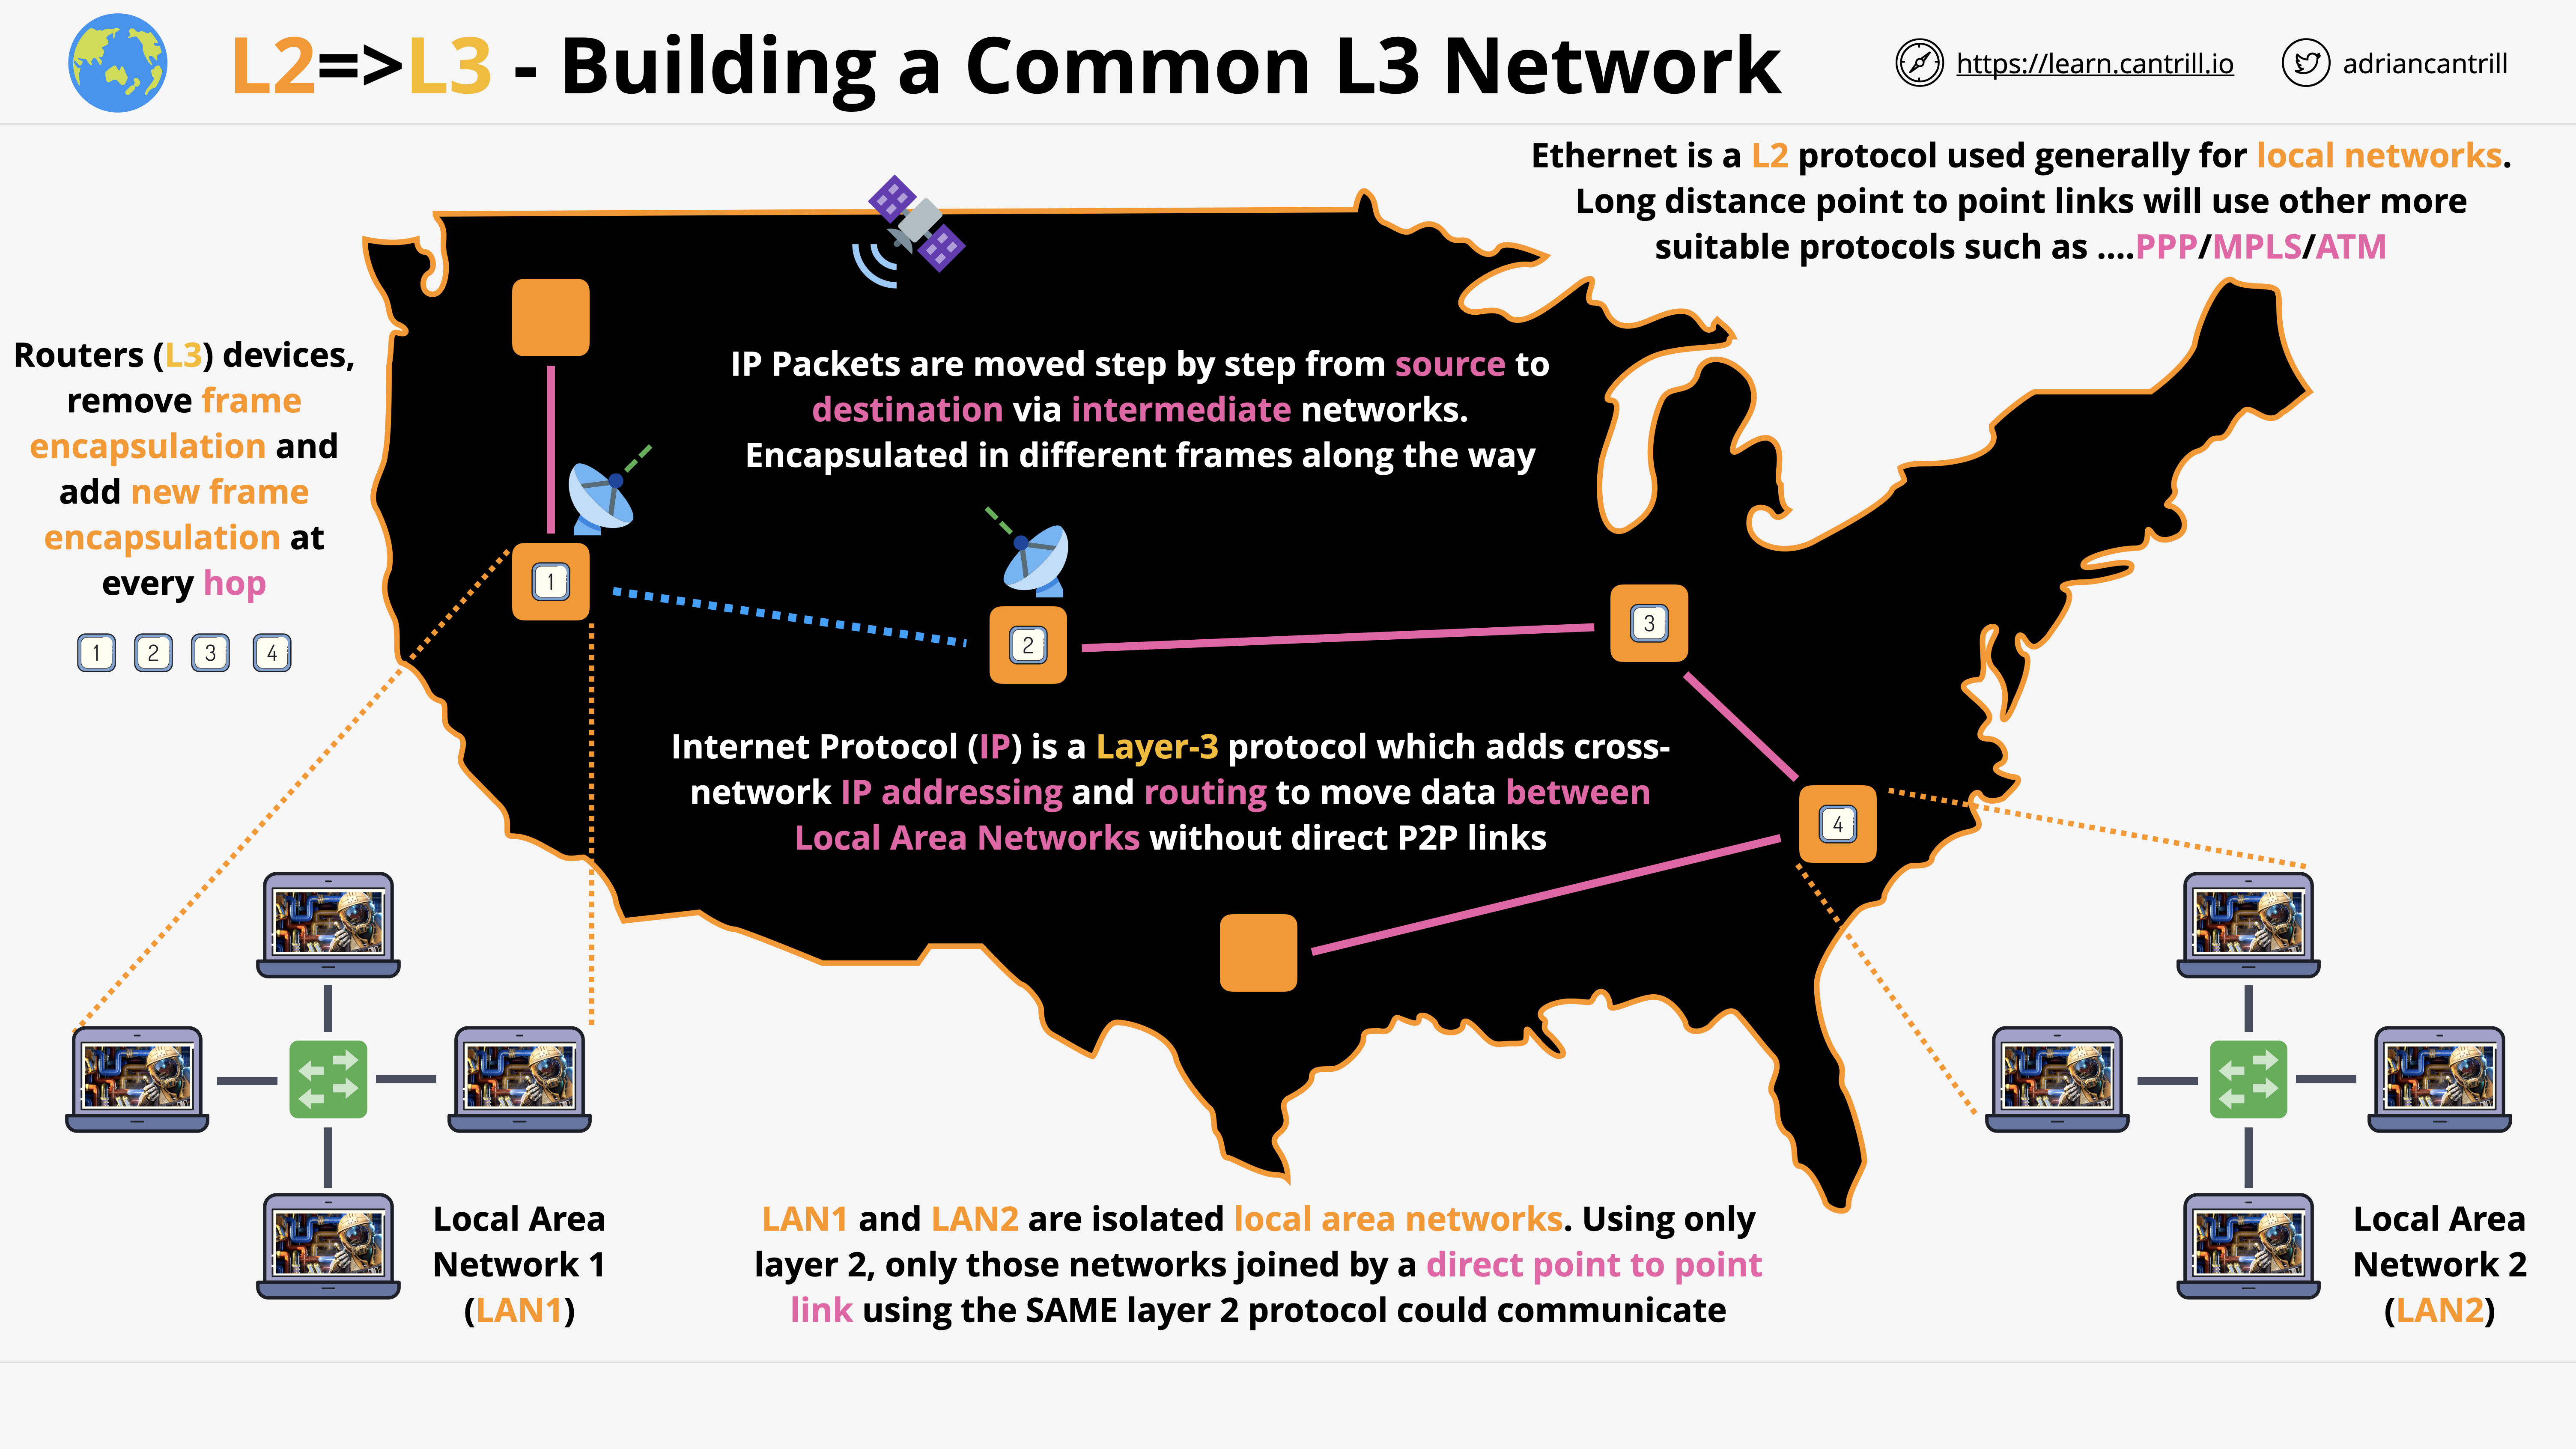 L2=>L3 - Building a Common L3 Network
https://learn.cantrill.io
adriancantrill
Ethernet is a L2 protocol used generally for local networks.
Long distance point to point links will use other more
suitable protocols such as ....PPP/MPLS/ATM
Routers (L3) devices,
remove frame
encapsulation and
add new frame
encapsulation at
every hop
1 2 3 4
IP Packets are moved step by step from source to
destination via intermediate networks.
Encapsulated in different frames along the way
1
2
3
Internet Protocol (IP) is a Layer-3 protocol which adds cross-
network IP addressing and routing to move data between
Local Area Networks without direct P2P links
4
Local Area
Network 1
(LAN1)
LAN1 and LAN2 are isolated local area networks. Using only
layer 2, only those networks joined by a direct point to point
link using the SAME layer 2 protocol could communicate
Local Area
Network 2
(LAN2)